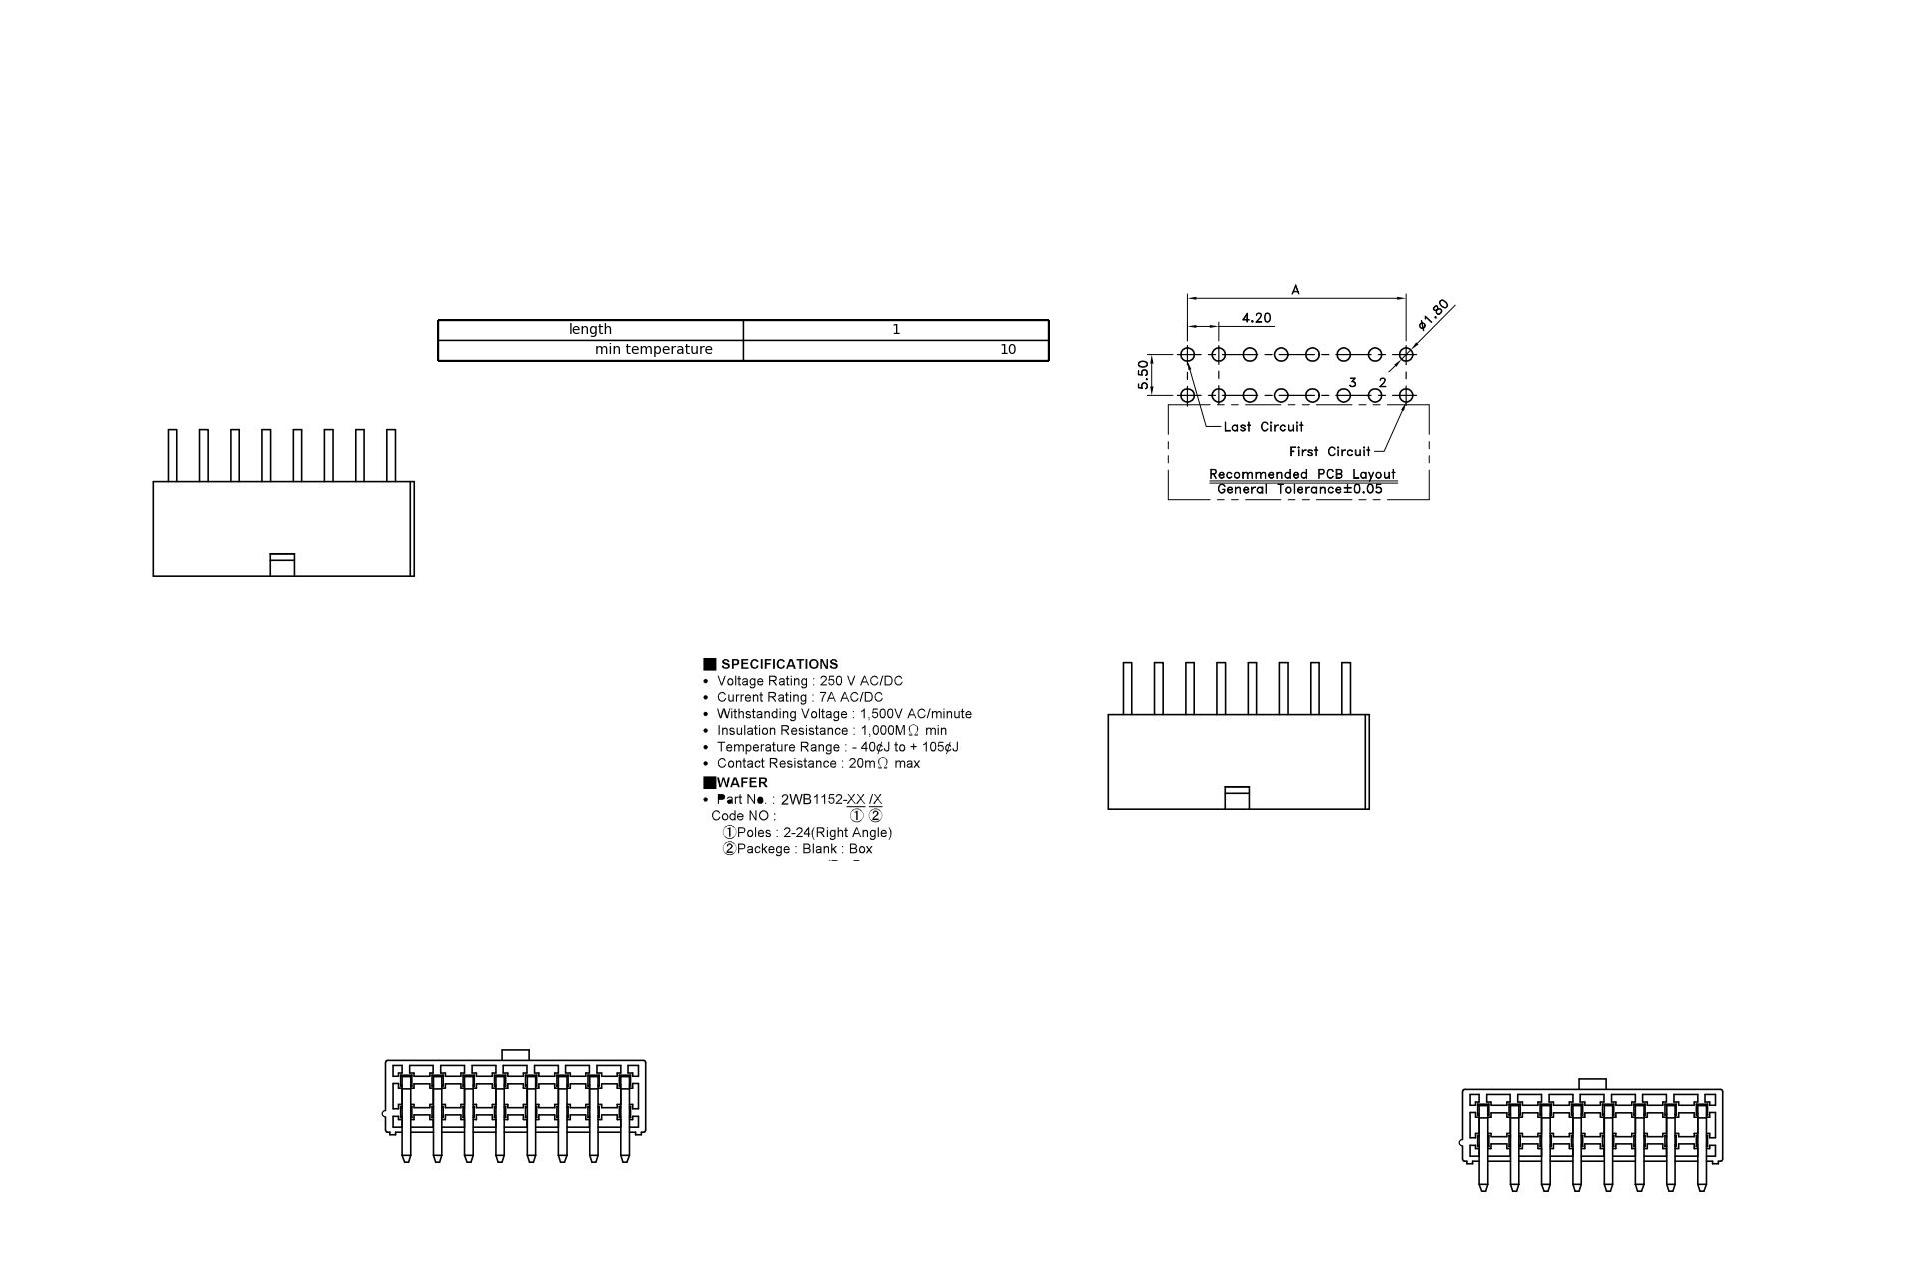 A
4.20
ø1.80
5.50
3 2
Last Circuit
First Circuit
Recommended PCB Layout
General Tolerance±0.05
length 1
min temperature 10
■ SPECIFICATIONS
• Voltage Rating : 250 V AC/DC
• Current Rating : 7A AC/DC
• Withstanding Voltage : 1,500V AC/minute
• Insulation Resistance : 1,000MΩ min
• Temperature Range : - 40¢J to + 105¢J
• Contact Resistance : 20mΩ max
■WAFER
• Part No. : 2WB1152-XX /X
Code NO : ① ②
①Poles : 2-24(Right Angle)
②Packege : Blank : Box